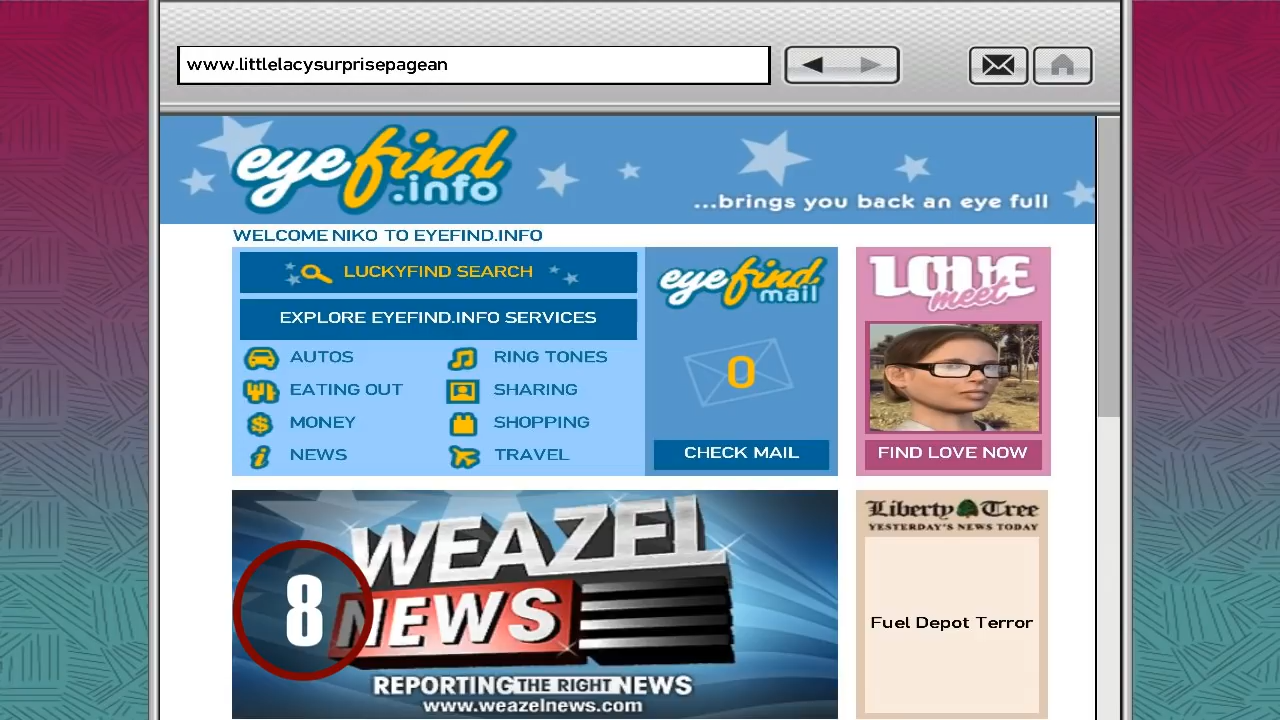 www.littlelacysurprisepagean
eyefind
.info
...brings you back an eye full
WELCOME NIKO TO EYEFIND.INFO
LUCKYFIND SEARCH
EXPLORE EYEFIND.INFO SERVICES
AUTOS
RING TONES
EATING OUT
SHARING
MONEY
SHOPPING
NEWS
TRAVEL
eyefind
mail
0
CHECK MAIL
LOVE
meet
FIND LOVE NOW
WEAZEL
8 NEWS
REPORTING THE RIGHT NEWS
www.weazelnews.com
Liberty Tree
YESTERDAY'S NEWS TODAY
Fuel Depot Terror